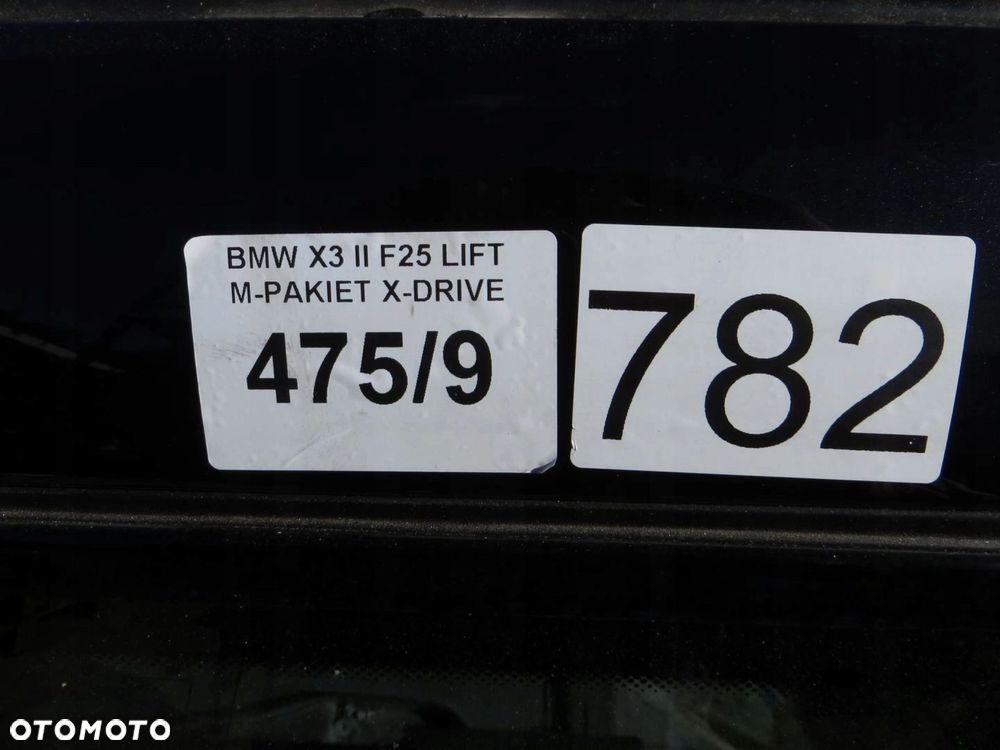 BMW X3 II F25 LIFT
M-PAKIET X-DRIVE
475/9
782
OTOMOTO